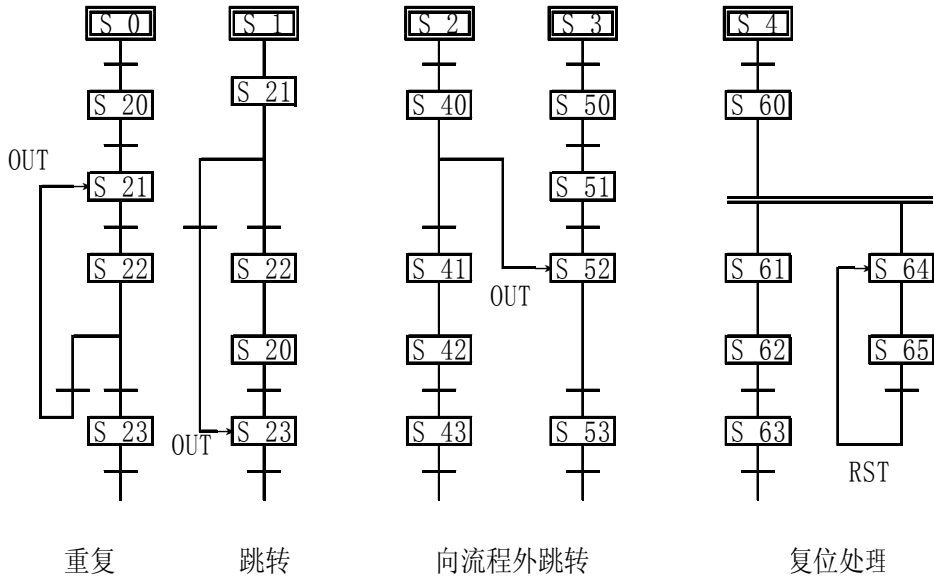 S 0
S 1
S 2
S 3
S 4
S 21
S 20
S 40
S 50
S 60
OUT
S 21
S 51
S 22
S 22
S 41
OUT
S 52
S 61
S 64
S 20
S 42
S 62
S 65
S 23
OUT
S 23
S 43
S 53
S 63
RST
重复
跳转
向流程外跳转
复位处理